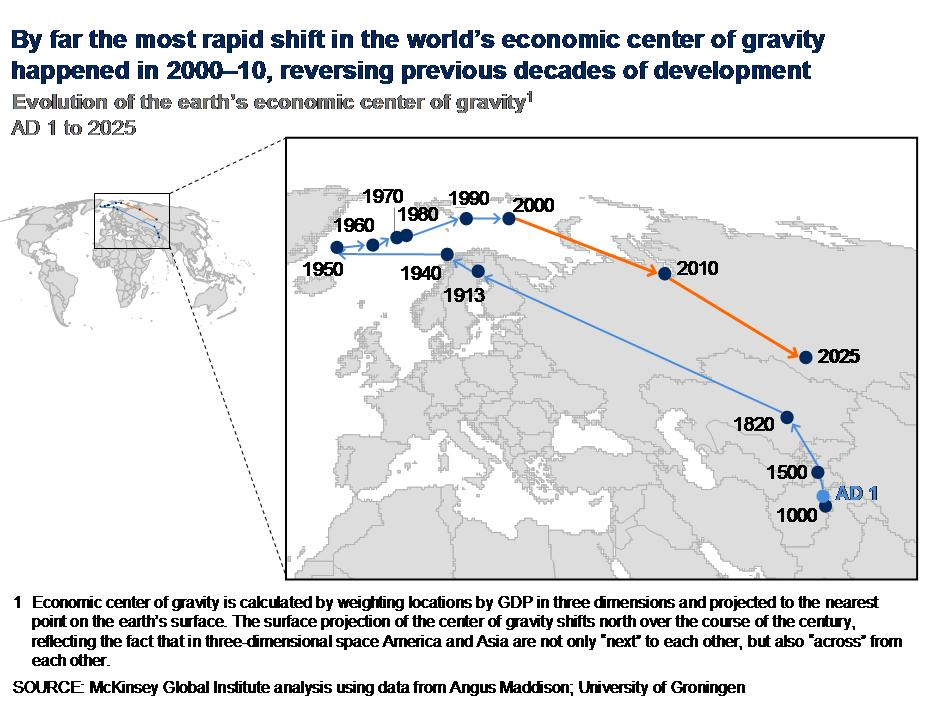 By far the most rapid shift in the world's economic center of gravity
happened in 2000–10, reversing previous decades of development
Evolution of the earth's economic center of gravity1
AD 1 to 2025
1970
1990
2000
1980
1960
1950
1940
2010
1913
2025
1820
1500
AD 1
1000
1 Economic center of gravity is calculated by weighting locations by GDP in three dimensions and projected to the nearest
point on the earth's surface. The surface projection of the center of gravity shifts north over the course of the century,
reflecting the fact that in three-dimensional space America and Asia are not only "next" to each other, but also "across" from
each other.
SOURCE: McKinsey Global Institute analysis using data from Angus Maddison; University of Groningen